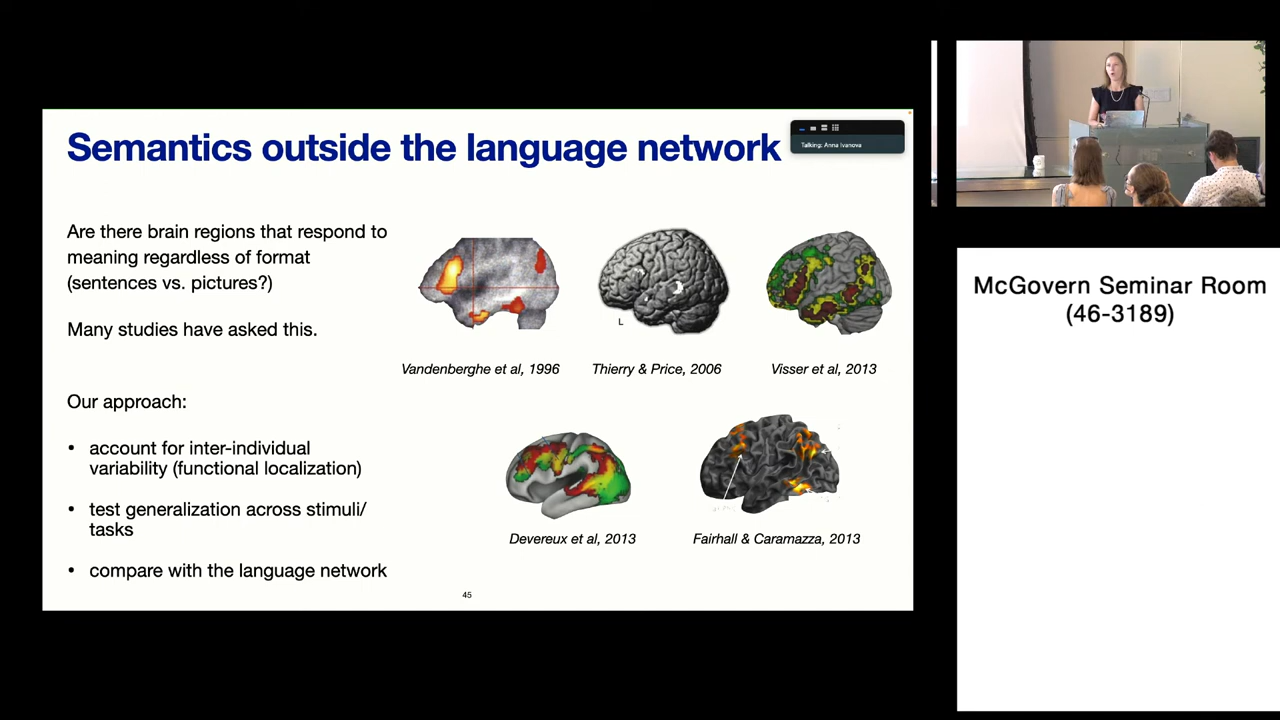 Semantics outside the language network
Talking: Anna Ivanova
Are there brain regions that respond to
meaning regardless of format
(sentences vs. pictures?)
Many studies have asked this.
L
Vandenberghe et al, 1996
Thierry & Price, 2006
Visser et al, 2013
Our approach:
• account for inter-individual
variability (functional localization)
• test generalization across stimuli/
tasks
• compare with the language network
Devereux et al, 2013
Fairhall & Caramazza, 2013
45
McGovern Seminar Room
(46-3189)